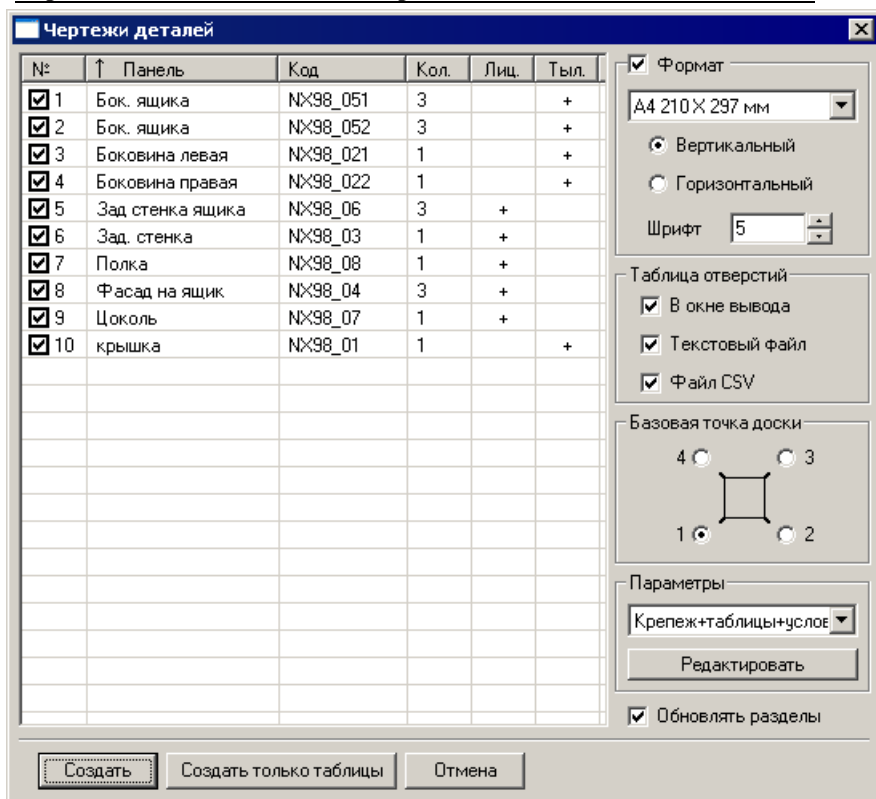 Чертежи деталей
№ ↑ Панель Код Кол. Лиц. Тыл.
1 Бок. ящика NX98_051 3 +
2 Бок. ящика NX98_052 3 +
3 Боковина левая NX98_021 1 +
4 Боковина правая NX98_022 1 +
5 Зад стенка ящика NX98_06 3 +
6 Зад. стенка NX98_03 1 +
7 Полка NX98_08 1 +
8 Фасад на ящик NX98_04 3 +
9 Цоколь NX98_07 1 +
10 крышка NX98_01 1 +
Формат
A4 210 X 297 мм
Вертикальный
Горизонтальный
Шрифт 5
Таблица отверстий
В окне вывода
Текстовый файл
Файл CSV
Базовая точка доски
4 3
1 2
Параметры
Крепеж+таблицы+услов
Редактировать
Обновлять разделы
Создать Создать только таблицы Отмена